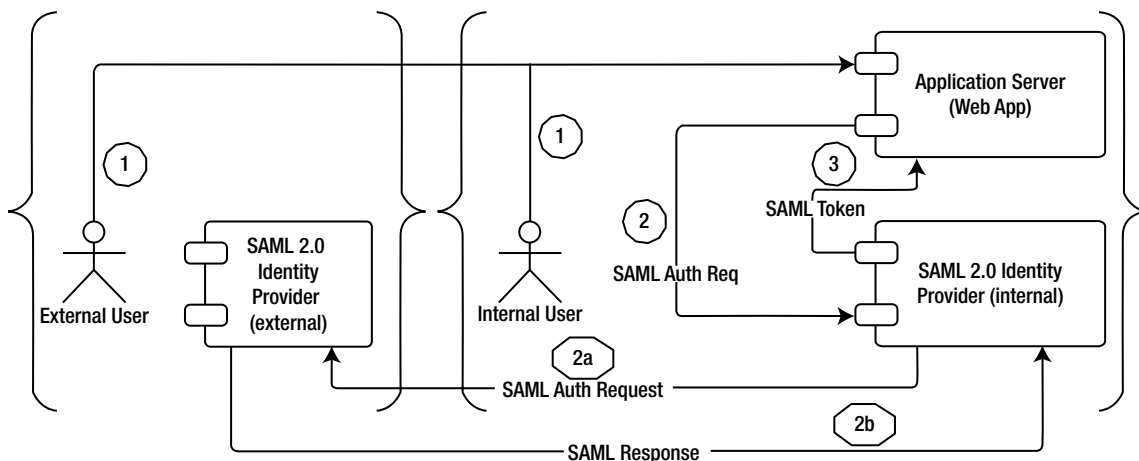 Application Server
(Web App)
1
1
3
SAML Token
2
SAML 2.0
Identity
Provider
(external)
SAML Auth Req
SAML 2.0 Identity
Provider (internal)
External User
Internal User
2a
SAML Auth Request
2b
SAML Response